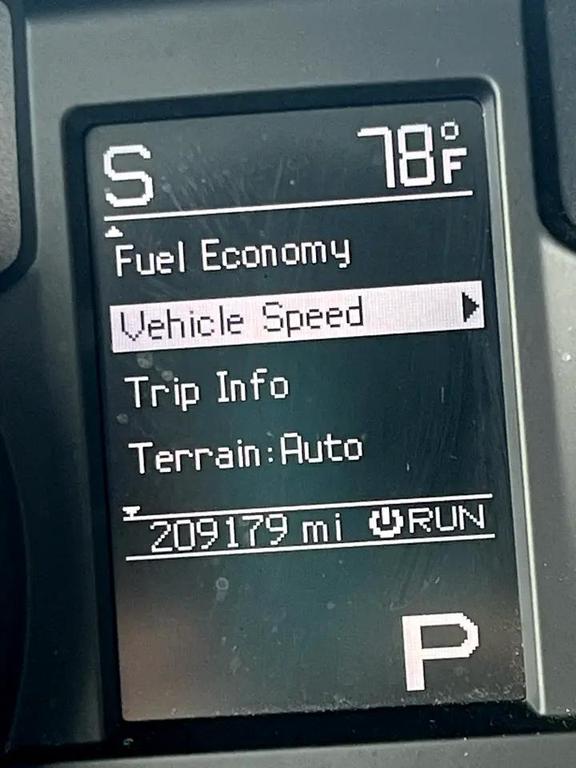 S 78°F
Fuel Economy
Vehicle Speed
Trip Info
Terrain:Auto
209179 mi RUN
P